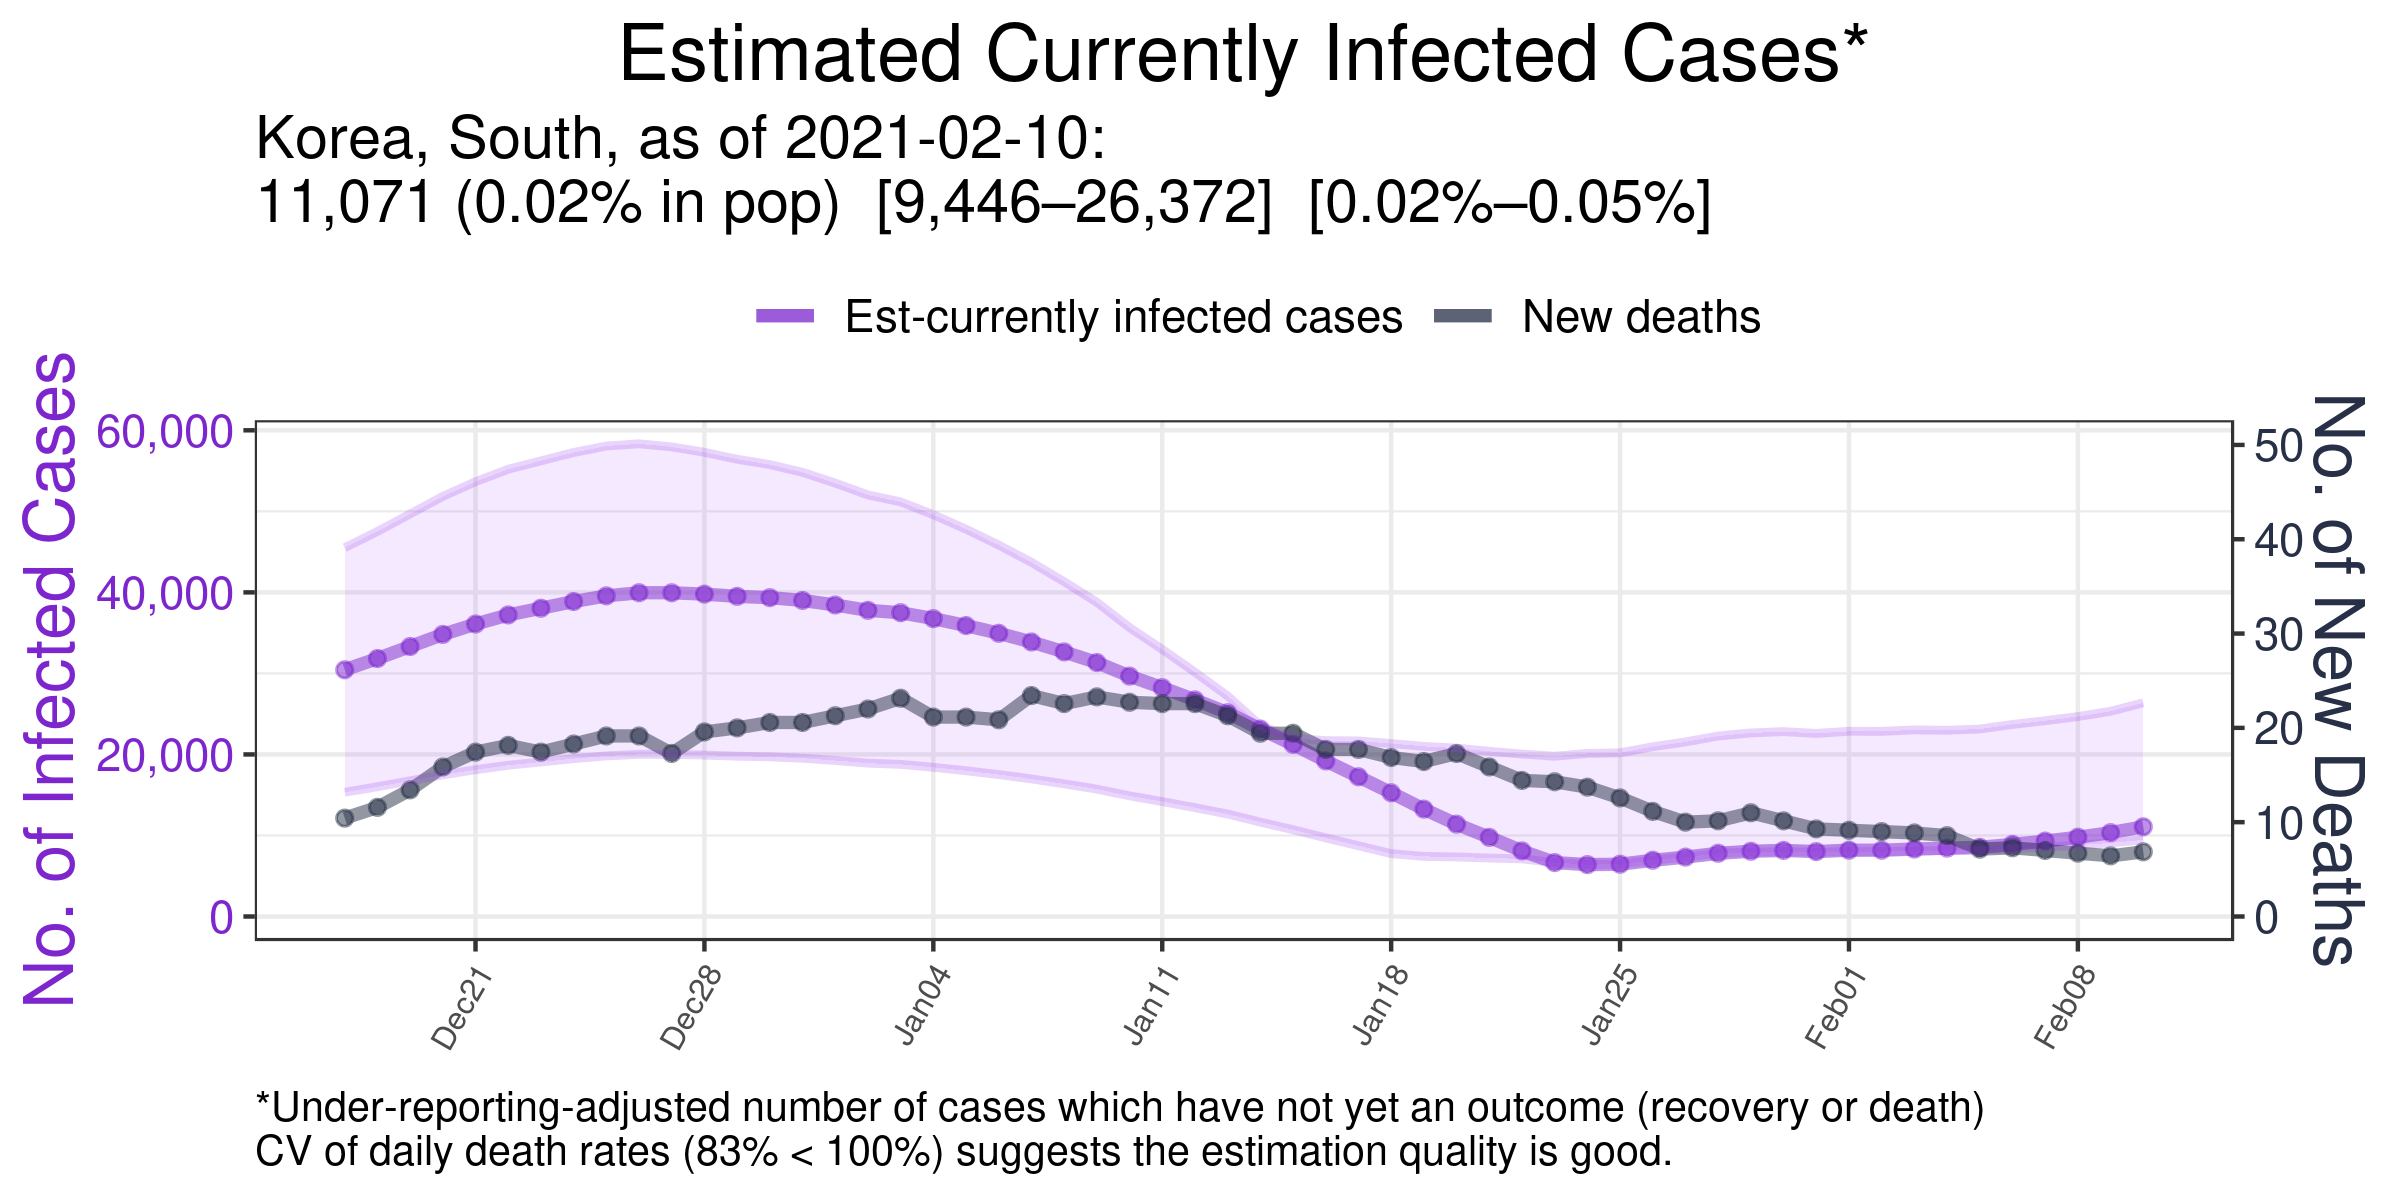 Estimated Currently Infected Cases*
Korea, South, as of 2021-02-10:
11,071 (0.02% in pop) [9,446–26,372] [0.02%–0.05%]
Est-currently infected cases
New deaths
No. of Infected Cases
60,000
40,000
20,000
0
50
40
30
20
10
0
No. of New Deaths
Dec21
Dec28
Jan04
Jan11
Jan18
Jan25
Feb01
Feb08
*Under-reporting-adjusted number of cases which have not yet an outcome (recovery or death)
CV of daily death rates (83% < 100%) suggests the estimation quality is good.